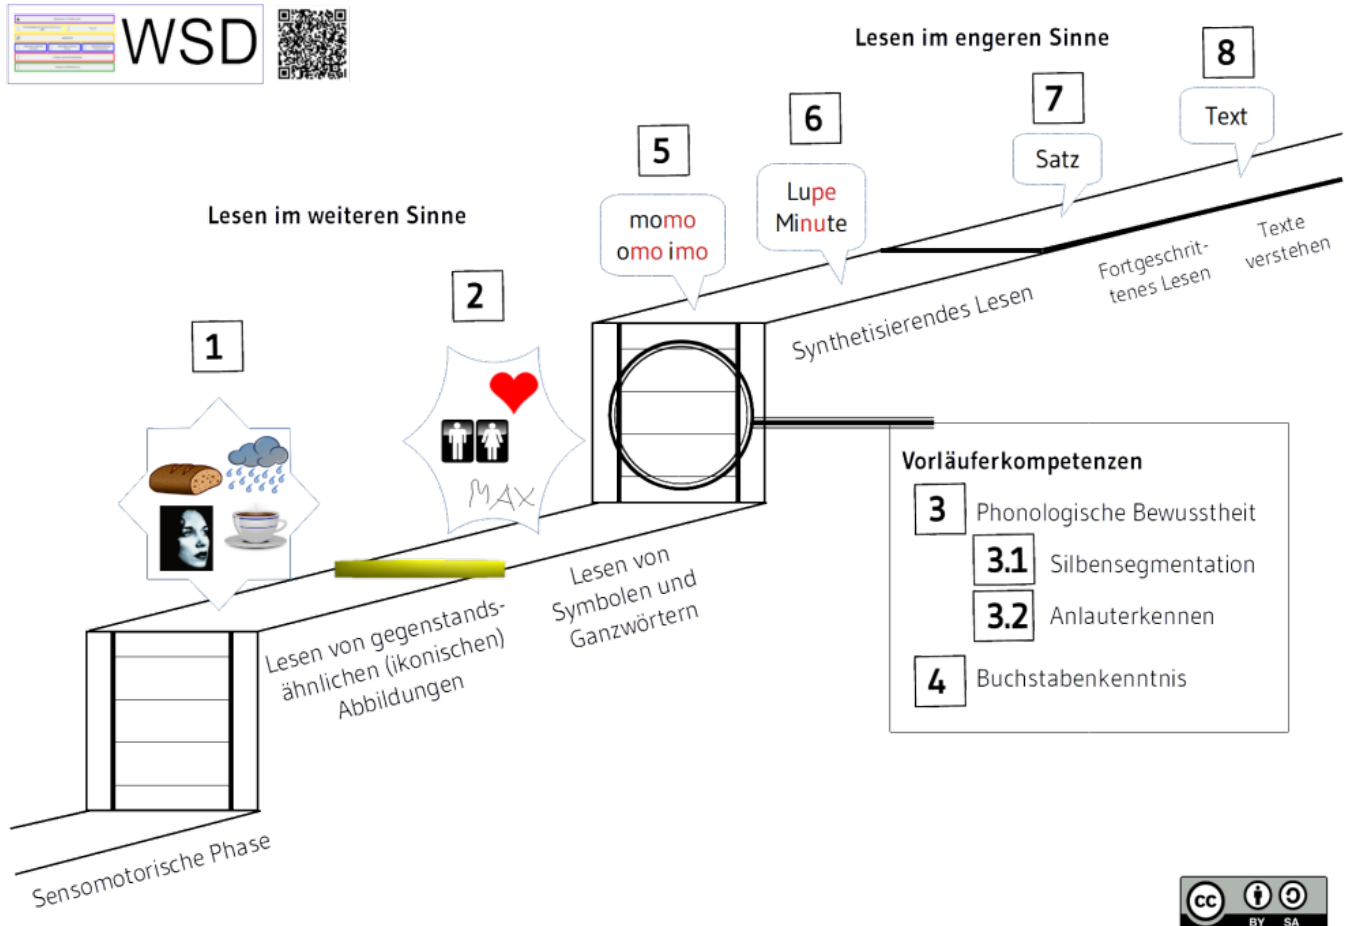 WSD
Lesen im engeren Sinne
8
7
6
5
Text
Satz
Lupe
Minute
momo
omo imo
Lesen im weiteren Sinne
2
1
MAX
Texte
verstehen
Fortgeschrit-
tenes Lesen
Synthetisierendes Lesen
Vorläuferkompetenzen
3 Phonologische Bewusstheit
3.1 Silbensegmentation
3.2 Anlauterkennen
4 Buchstabenkenntnis
Lesen von
Symbolen und
Ganzwörtern
Lesen von gegenstands-
ähnlichen (ikonischen)
Abbildungen
Sensomotorische Phase
cc
BY SA